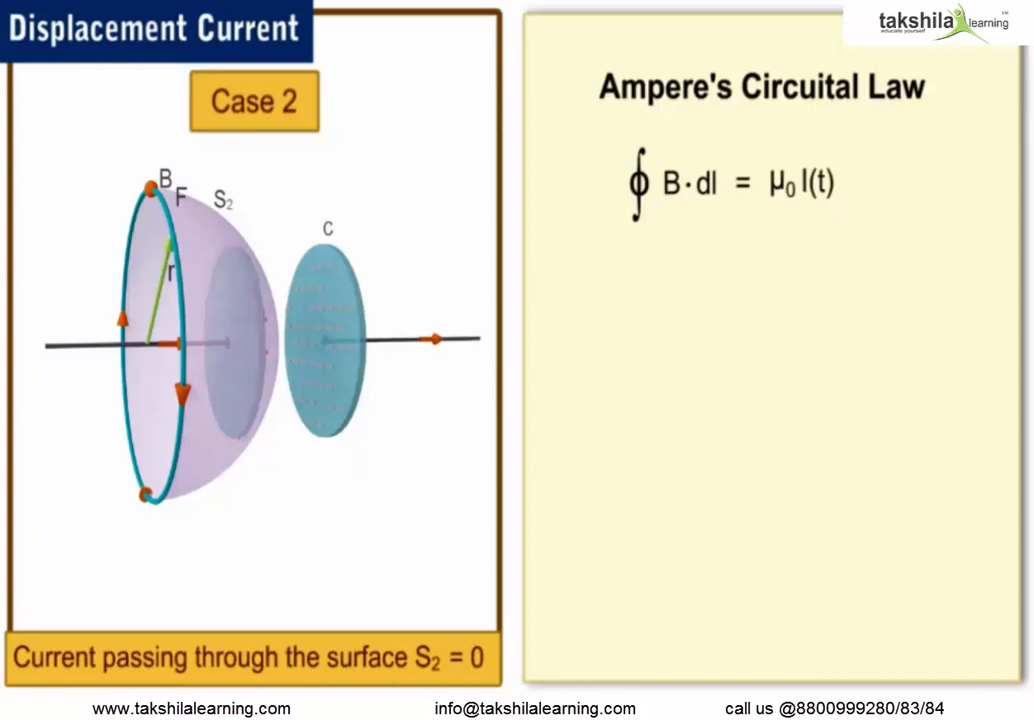 Displacement Current
takshila learning™
educate yourself
Case 2
Ampere's Circuital Law
∮ B·dl = μ₀ I(t)
B
F
S₂
C
r
Current passing through the surface S₂ = 0
www.takshilalearning.com info@takshilalearning.com call us @8800999280/83/84